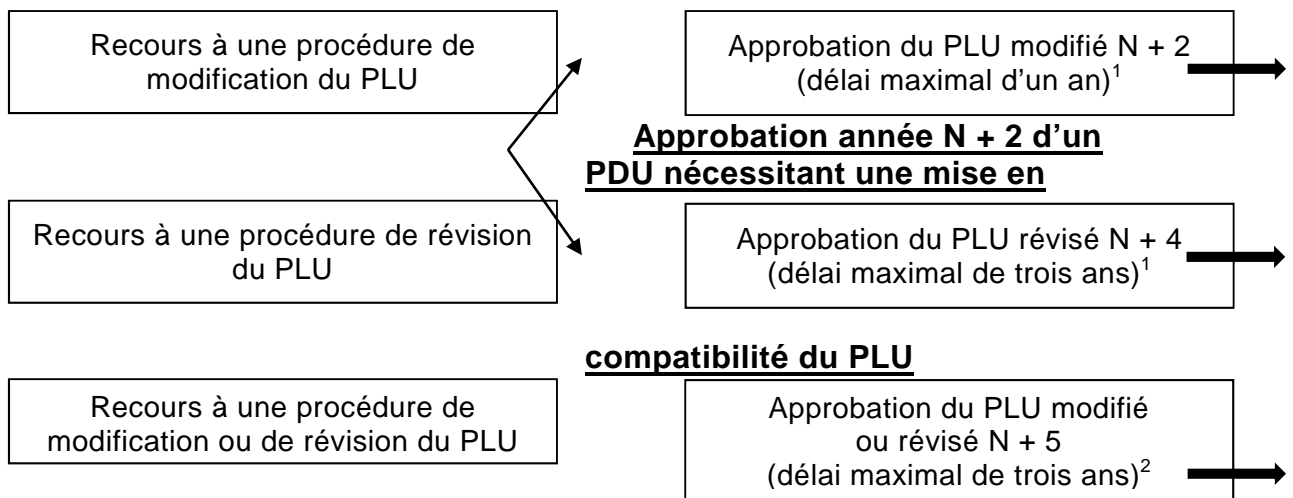 Recours à une procédure de
modification du PLU
Approbation du PLU modifié N + 2
(délai maximal d'un an)1
Approbation année N + 2 d'un
PDU nécessitant une mise en
Recours à une procédure de révision
du PLU
Approbation du PLU révisé N + 4
(délai maximal de trois ans)1
compatibilité du PLU
Recours à une procédure de
modification ou de révision du PLU
Approbation du PLU modifié
ou révisé N + 5
(délai maximal de trois ans)2